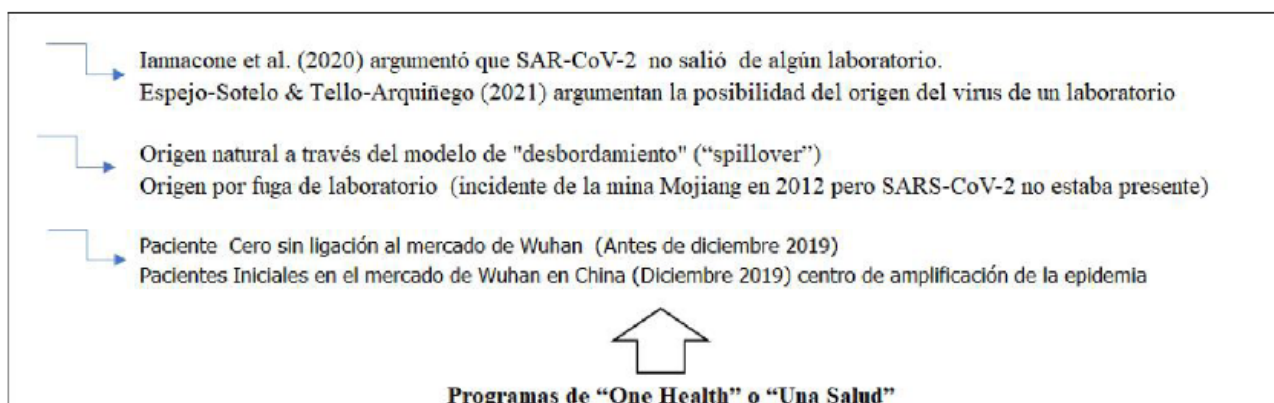 Iannacone et al. (2020) argumentó que SAR-CoV-2 no salió de algún laboratorio.
Espejo-Sotelo & Tello-Arquiñego (2021) argumentan la posibilidad del origen del virus de un laboratorio
Origen natural a través del modelo de "desbordamiento" (“spillover”)
Origen por fuga de laboratorio (incidente de la mina Mojiang en 2012 pero SARS-CoV-2 no estaba presente)
Paciente Cero sin ligación al mercado de Wuhan (Antes de diciembre 2019)
Pacientes Iniciales en el mercado de Wuhan en China (Diciembre 2019) centro de amplificación de la epidemia
Programas de “One Health” o “Una Salud”